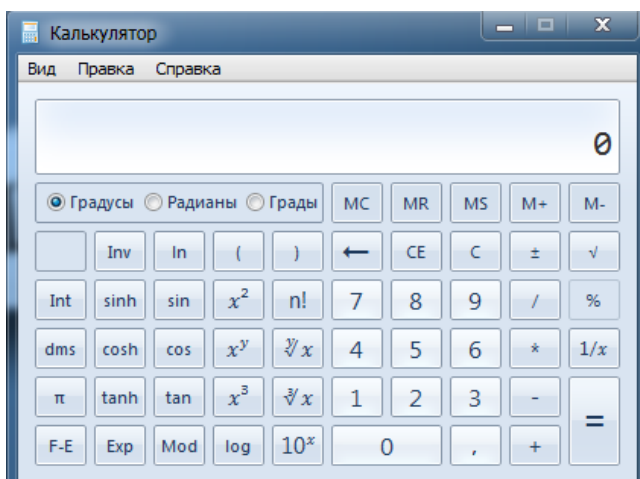 Калькулятор
Вид Правка Справка
0
Градусы Радианы Грады MC MR MS M+ M-
Inv ln ( ) ← CE C ± √
Int sinh sin x² n! 7 8 9 / %
dms cosh cos xʸ ʸ√x 4 5 6 * 1/x
π tanh tan x³ ³√x 1 2 3 - =
F-E Exp Mod log 10ˣ 0 , +